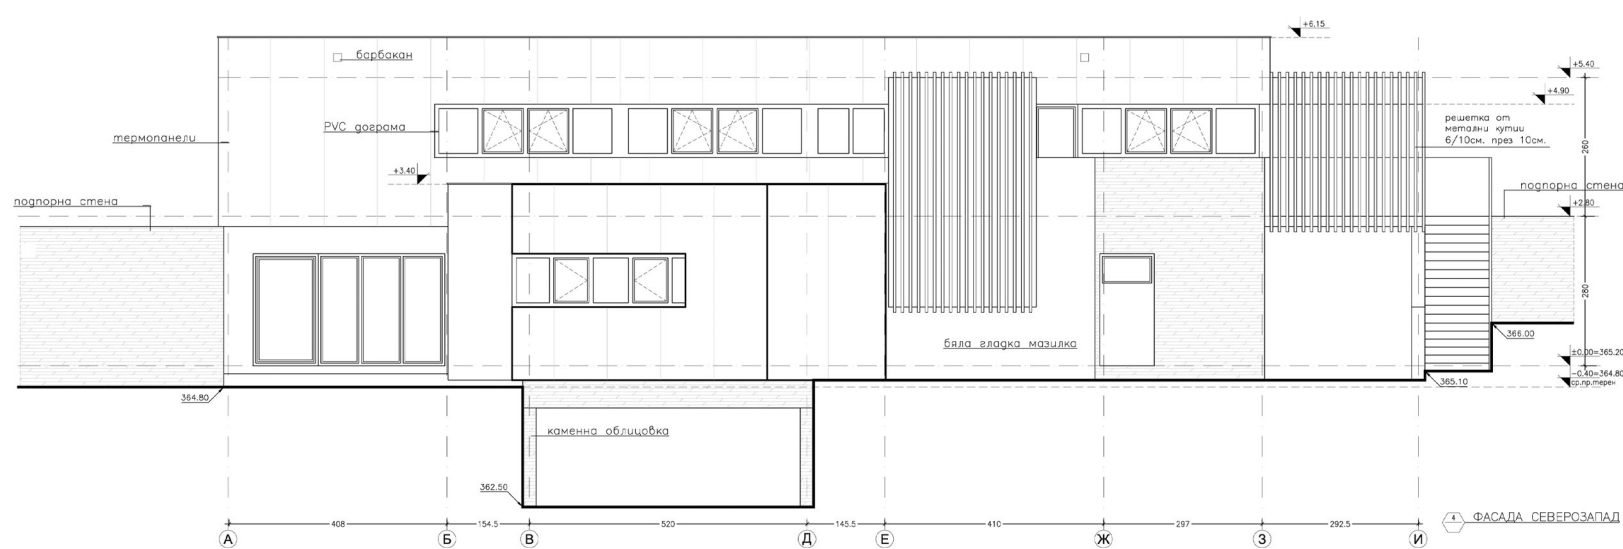 +6.15
барбакан
+5.40
+4.90
PVC дограма
решетка от
метални кутии
6/10см. през 10см.
термопанели
260
+3.40
подпорна стена
подпорна стена
+2.80
280
366.00
бяла гладка мазилка
±0.00=365.20
-0.40=364.80
ср.пр.терен
365.10
364.80
каменна облицовка
362.50
408
154.5
520
145.5
410
297
292.5
4
ФАСАДА СЕВЕРОЗАПАД
А
Б
В
Д
Е
Ж
З
И